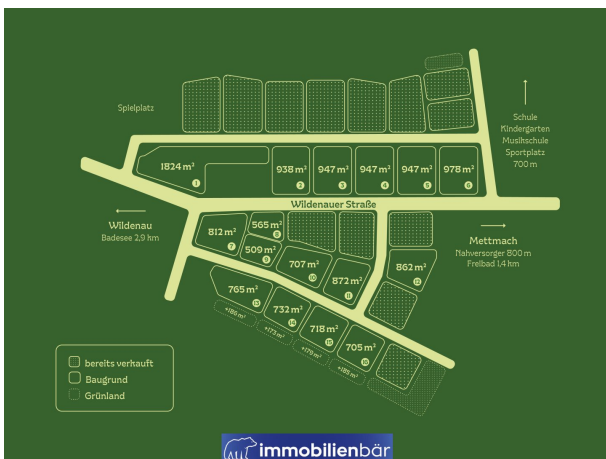 Spielplatz
Schule
Kindergarten
Musikschule
Sportplatz
700 m
1824 m²
1
938 m²
2
947 m²
3
947 m²
4
947 m²
5
978 m²
6
Wildenauer Straße
Wildenau
Badesee 2,9 km
Mettmach
Nahversorger 800 m
Freibad 1,4 km
812 m²
7
565 m²
8
509 m²
9
707 m²
10
872 m²
11
862 m²
12
765 m²
13
732 m²
14
718 m²
15
705 m²
16
+186 m²
+173 m²
+179 m²
+185 m²
bereits verkauft
Baugrund
Grünland
immobilienbär